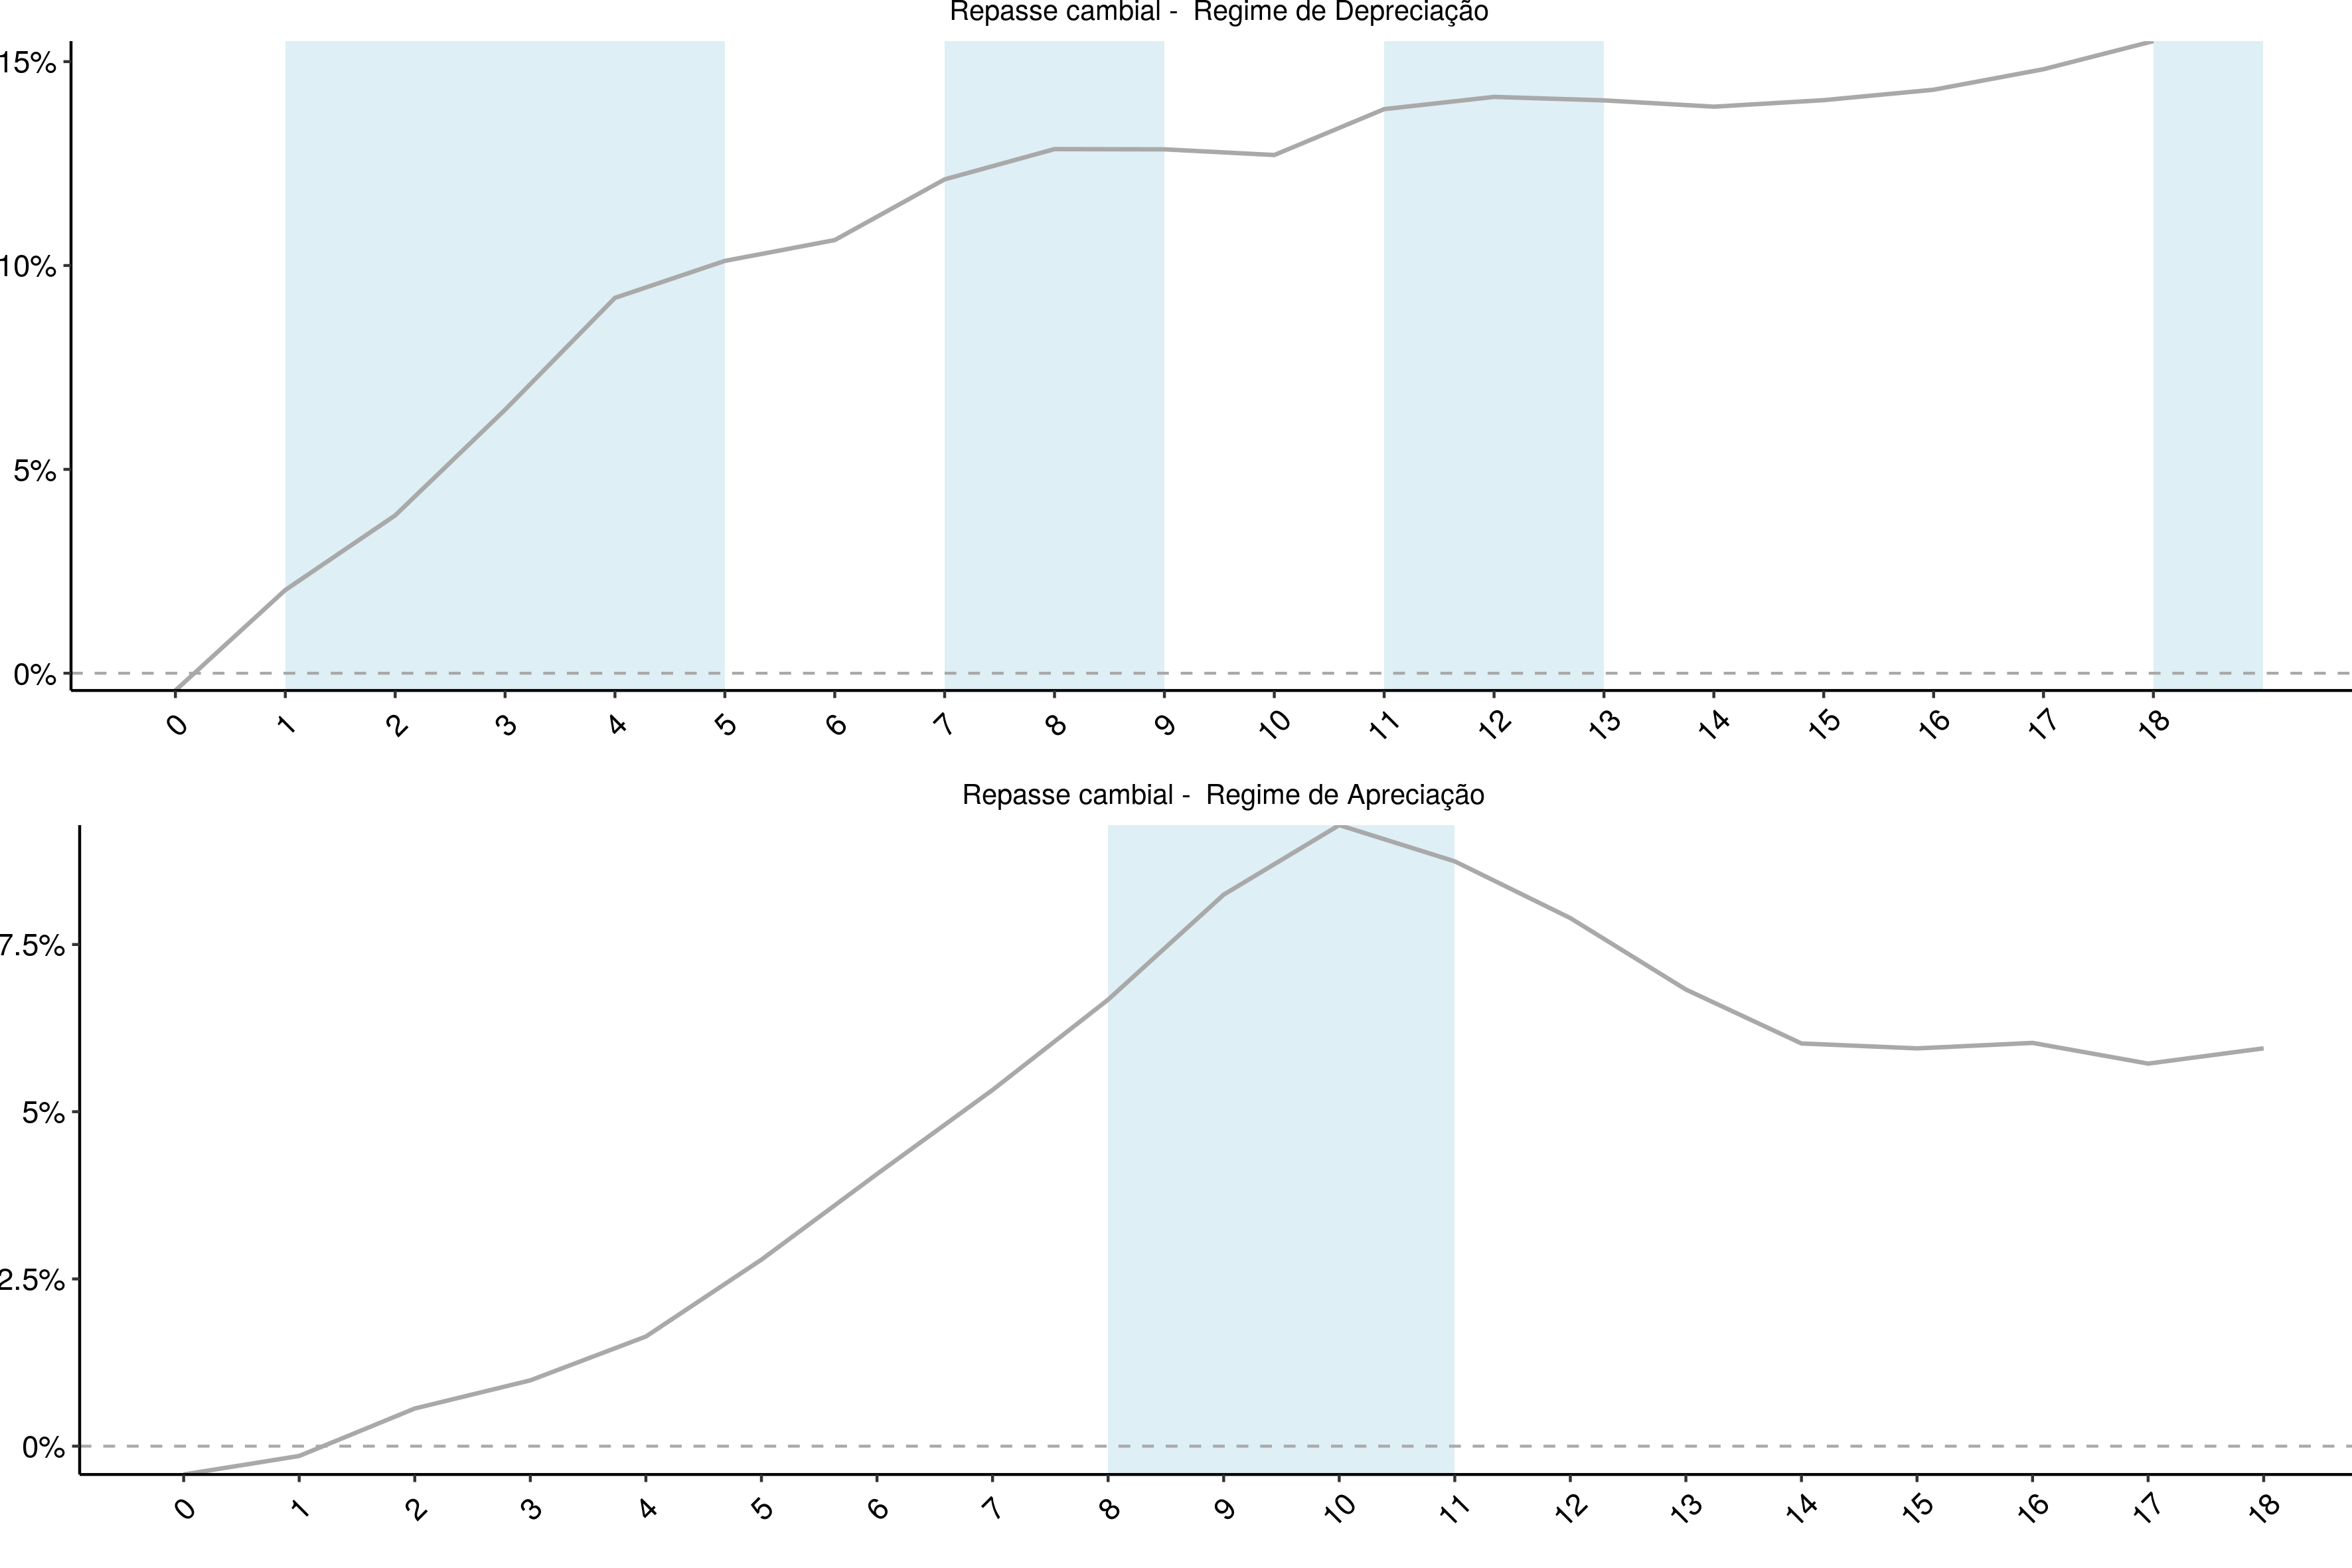 Repasse cambial -  Regime de Depreciação
15%
10%
5%
0%
0 1 2 3 4 5 6 7 8 9 10 11 12 13 14 15 16 17 18
Repasse cambial -  Regime de Apreciação
7.5%
5%
2.5%
0%
0 1 2 3 4 5 6 7 8 9 10 11 12 13 14 15 16 17 18